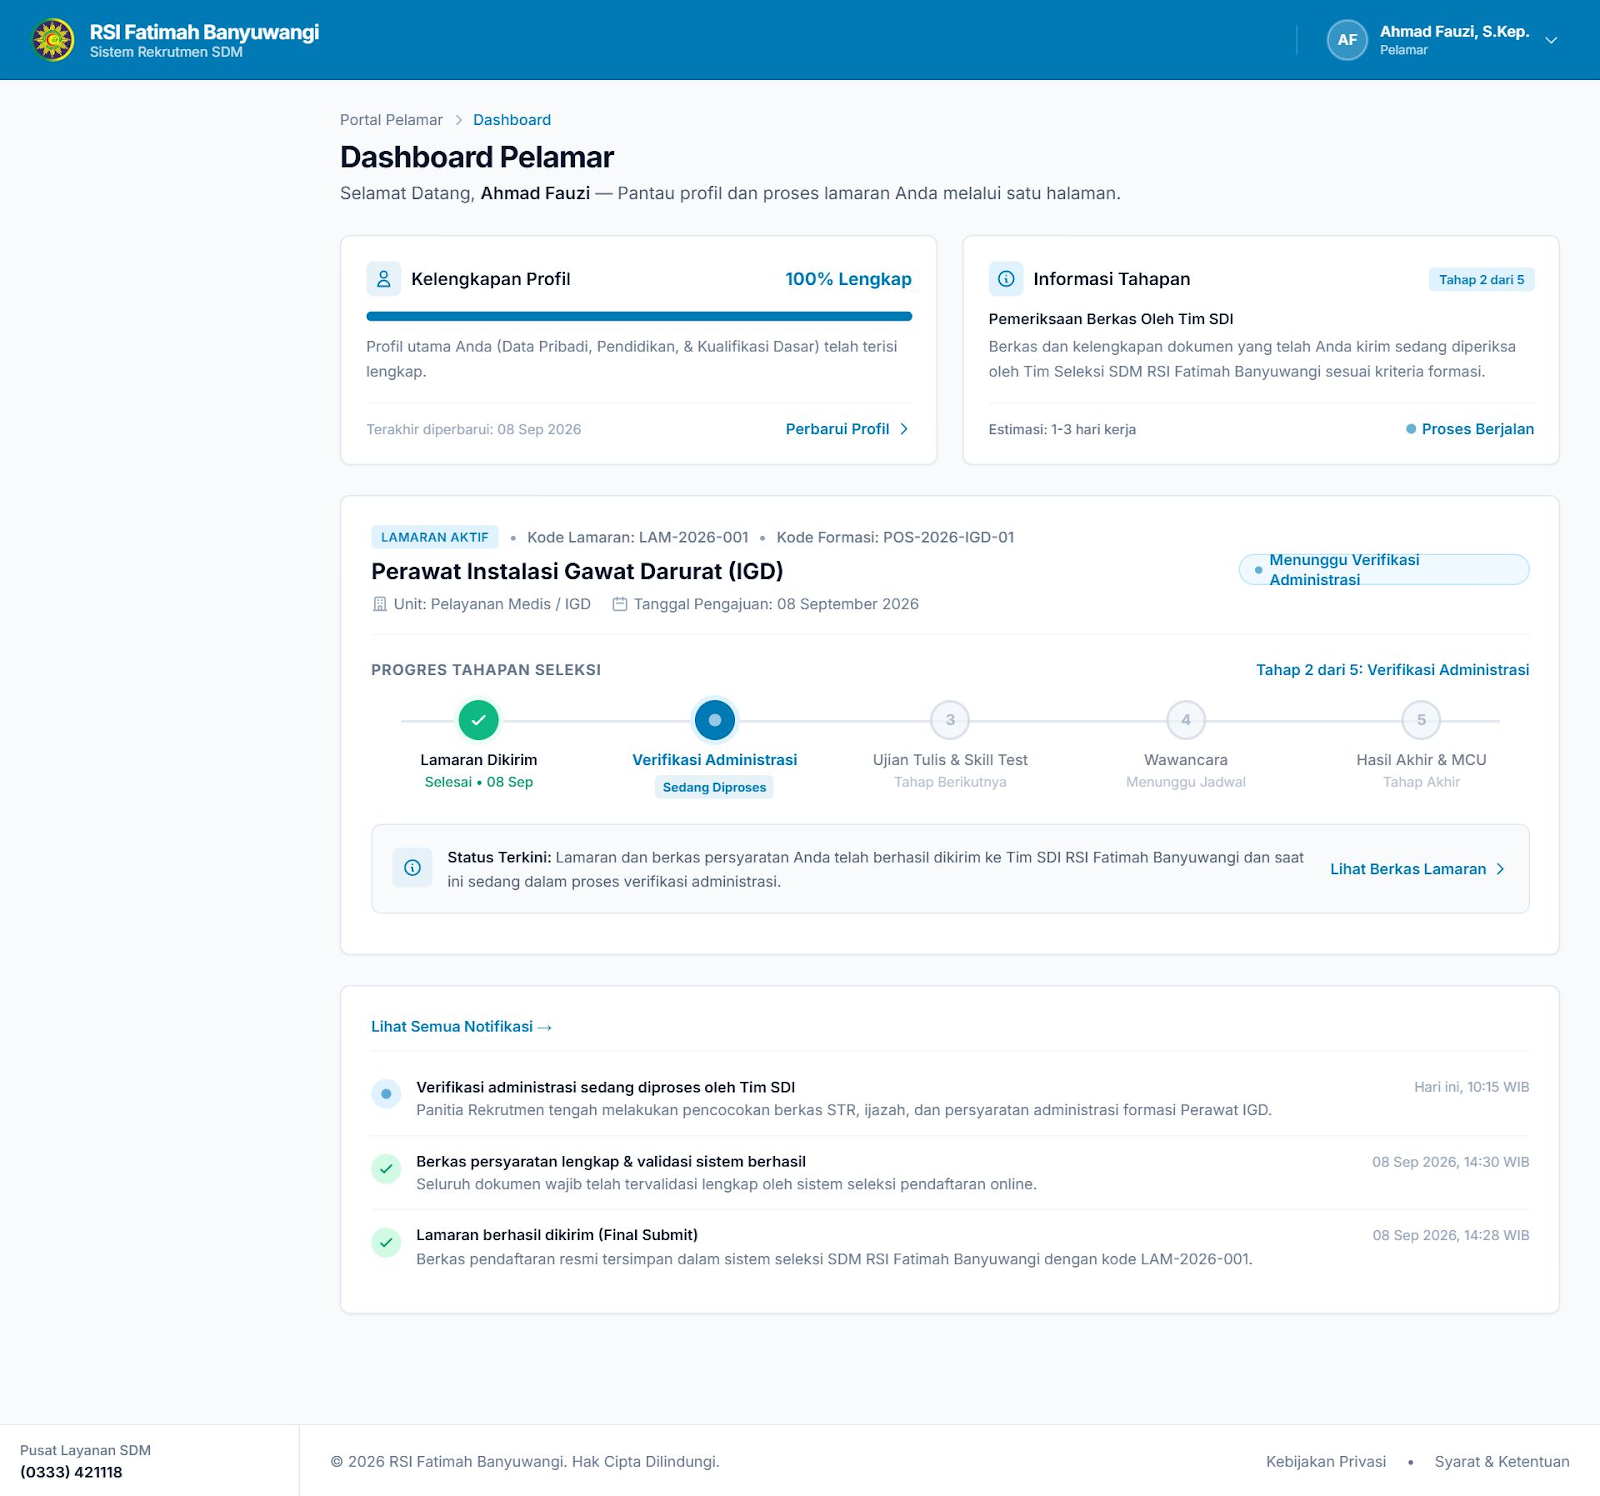 RSI Fatimah Banyuwangi
Sistem Rekrutmen SDM
AF
Ahmad Fauzi, S.Kep.
Pelamar
Portal Pelamar > Dashboard
Dashboard Pelamar
Selamat Datang, Ahmad Fauzi — Pantau profil dan proses lamaran Anda melalui satu halaman.
Kelengkapan Profil
100% Lengkap
Profil utama Anda (Data Pribadi, Pendidikan, & Kualifikasi Dasar) telah terisi
lengkap.
Terakhir diperbarui: 08 Sep 2026
Perbarui Profil
Informasi Tahapan
Tahap 2 dari 5
Pemeriksaan Berkas Oleh Tim SDI
Berkas dan kelengkapan dokumen yang telah Anda kirim sedang diperiksa
oleh Tim Seleksi SDM RSI Fatimah Banyuwangi sesuai kriteria formasi.
Estimasi: 1-3 hari kerja
Proses Berjalan
LAMARAN AKTIF • Kode Lamaran: LAM-2026-001 • Kode Formasi: POS-2026-IGD-01
Perawat Instalasi Gawat Darurat (IGD)
Unit: Pelayanan Medis / IGD
Tanggal Pengajuan: 08 September 2026
Menunggu Verifikasi
Administrasi
PROGRES TAHAPAN SELEKSI
Tahap 2 dari 5: Verifikasi Administrasi
Lamaran Dikirim
Selesai • 08 Sep
Verifikasi Administrasi
Sedang Diproses
3
Ujian Tulis & Skill Test
Tahap Berikutnya
4
Wawancara
Menunggu Jadwal
5
Hasil Akhir & MCU
Tahap Akhir
Status Terkini: Lamaran dan berkas persyaratan Anda telah berhasil dikirim ke Tim SDI RSI Fatimah Banyuwangi dan saat
ini sedang dalam proses verifikasi administrasi.
Lihat Berkas Lamaran
Lihat Semua Notifikasi →
Verifikasi administrasi sedang diproses oleh Tim SDI
Hari ini, 10:15 WIB
Panitia Rekrutmen tengah melakukan pencocokan berkas STR, ijazah, dan persyaratan administrasi formasi Perawat IGD.
Berkas persyaratan lengkap & validasi sistem berhasil
08 Sep 2026, 14:30 WIB
Seluruh dokumen wajib telah tervalidasi lengkap oleh sistem seleksi pendaftaran online.
Lamaran berhasil dikirim (Final Submit)
08 Sep 2026, 14:28 WIB
Berkas pendaftaran resmi tersimpan dalam sistem seleksi SDM RSI Fatimah Banyuwangi dengan kode LAM-2026-001.
Pusat Layanan SDM
(0333) 421118
© 2026 RSI Fatimah Banyuwangi. Hak Cipta Dilindungi.
Kebijakan Privasi • Syarat & Ketentuan